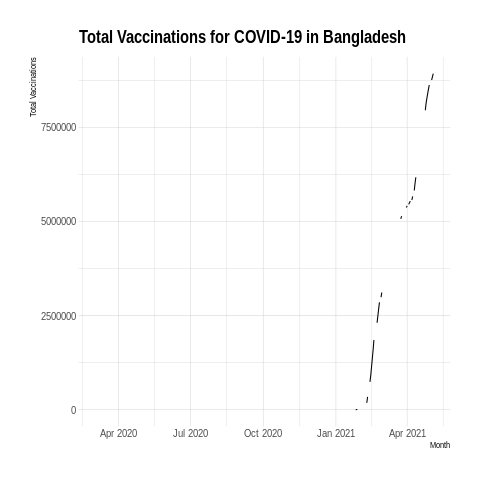 Total Vaccinations for COVID-19 in Bangladesh
Total Vaccinations
7500000
5000000
2500000
0
Apr 2020 Jul 2020 Oct 2020 Jan 2021 Apr 2021
Month